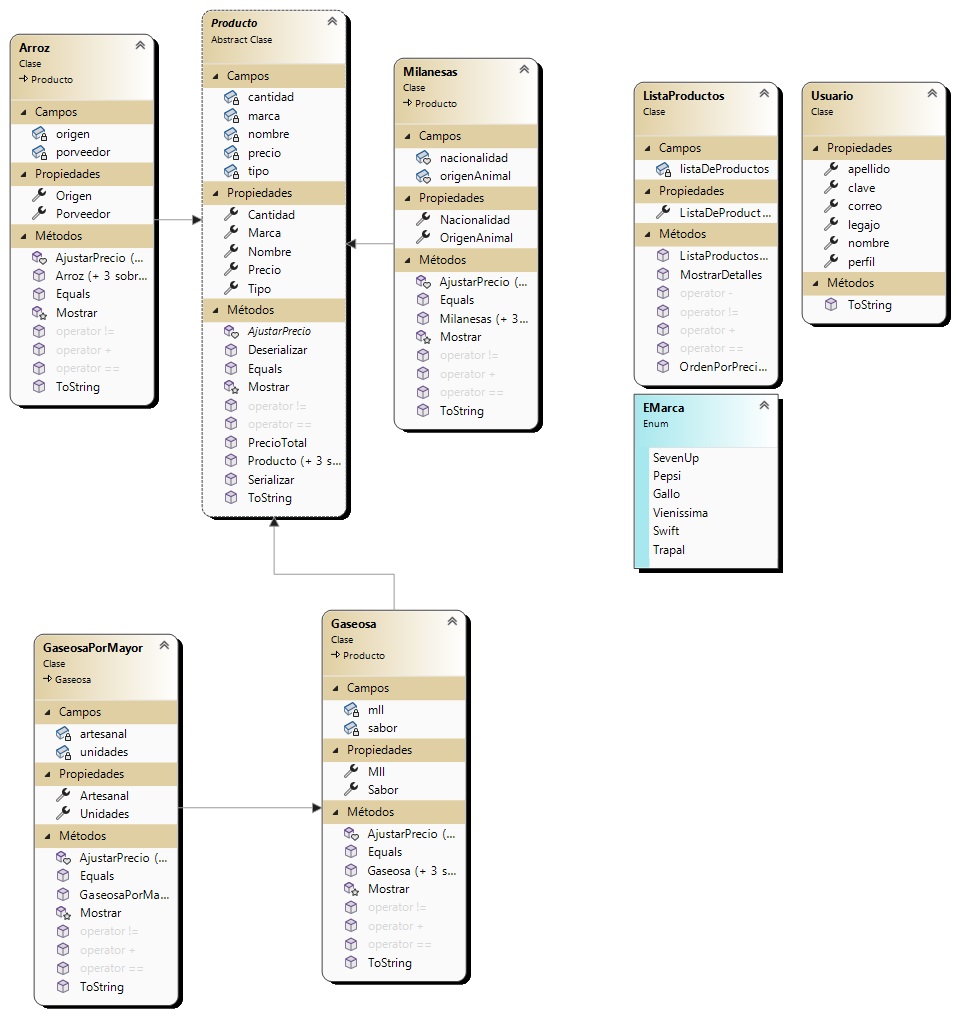 Arroz
Clase
Producto
Campos
origen
porveedor
Propiedades
Origen
Porveedor
Métodos
AjustarPrecio (...
Arroz (+ 3 sobr...
Equals
Mostrar
operator !=
operator +
operator ==
ToString
Producto
Abstract Clase
Campos
cantidad
marca
nombre
precio
tipo
Propiedades
Cantidad
Marca
Nombre
Precio
Tipo
Métodos
AjustarPrecio
Deserializar
Equals
Mostrar
operator !=
operator ==
PrecioTotal
Producto (+ 3 s...
Serializar
ToString
Milanesas
Clase
Producto
Campos
nacionalidad
origenAnimal
Propiedades
Nacionalidad
OrigenAnimal
Métodos
AjustarPrecio (...
Equals
Milanesas (+ 3...
Mostrar
operator !=
operator +
operator ==
ToString
ListaProductos
Clase
Campos
listaDeProductos
Propiedades
ListaDeProduct...
Métodos
ListaProductos...
MostrarDetalles
operator -
operator !=
operator +
operator ==
OrdenPorPreci...
Usuario
Clase
Propiedades
apellido
clave
correo
legajo
nombre
perfil
Métodos
ToString
EMarca
Enum
SevenUp
Pepsi
Gallo
Vienissima
Swift
Trapal
GaseosaPorMayor
Clase
Gaseosa
Campos
artesanal
unidades
Propiedades
Artesanal
Unidades
Métodos
AjustarPrecio (...
Equals
GaseosaPorMa...
Mostrar
operator !=
operator +
operator ==
ToString
Gaseosa
Clase
Producto
Campos
mll
sabor
Propiedades
Mll
Sabor
Métodos
AjustarPrecio (...
Equals
Gaseosa (+ 3 s...
Mostrar
operator !=
operator +
operator ==
ToString